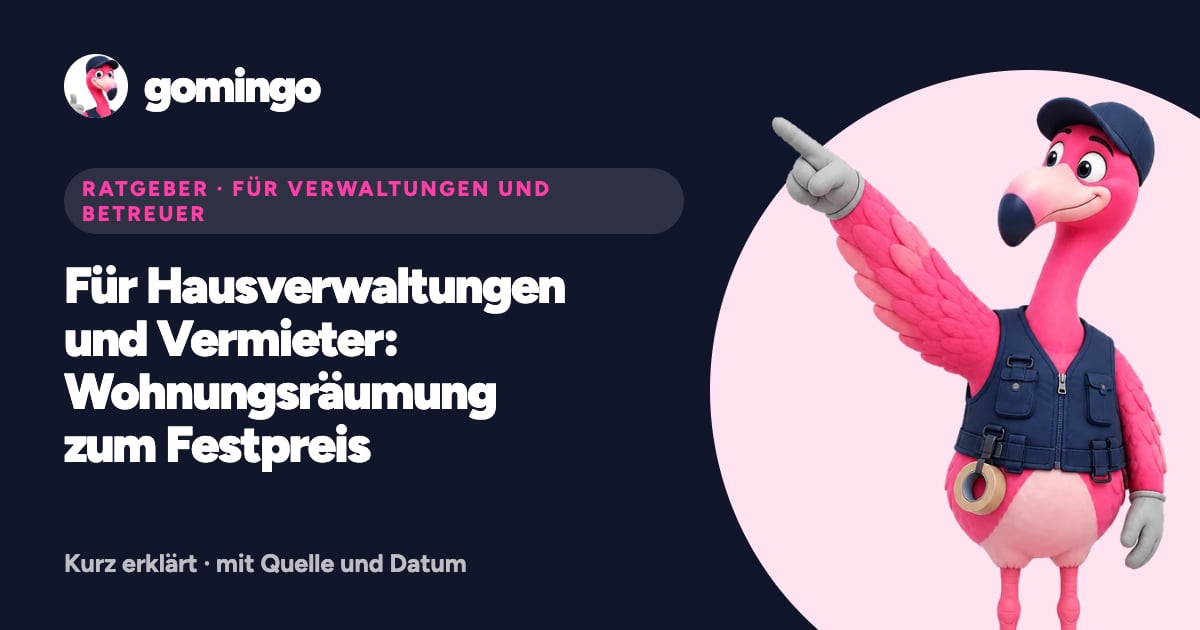 gomingo
RATGEBER · FÜR VERWALTUNGEN UND
BETREUER
Für Hausverwaltungen
und Vermieter:
Wohnungsräumung
zum Festpreis
Kurz erklärt · mit Quelle und Datum